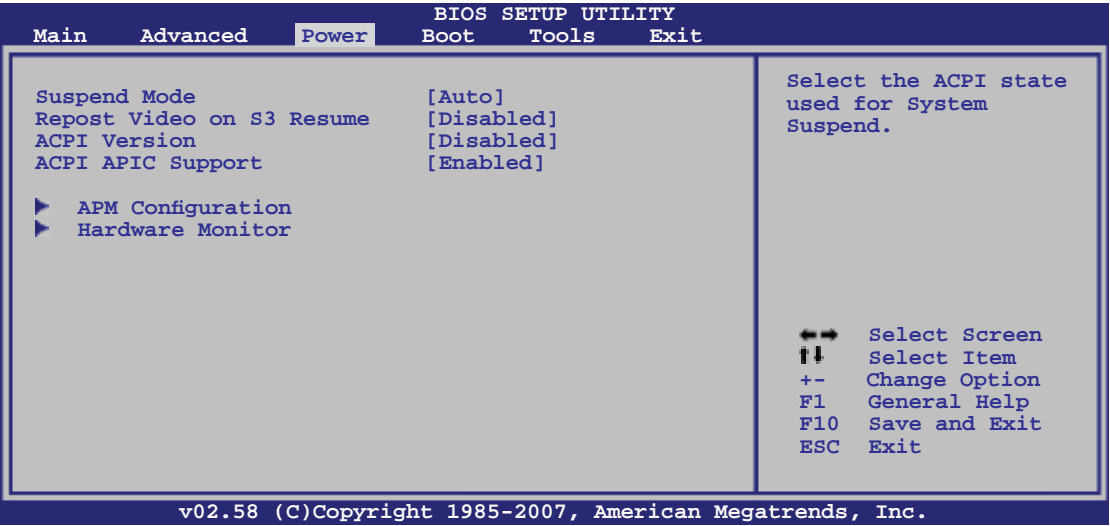 BIOS SETUP UTILITY
Main Advanced Power Boot Tools Exit
Suspend Mode [Auto]
Repost Video on S3 Resume [Disabled]
ACPI Version [Disabled]
ACPI APIC Support [Enabled]
APM Configuration
Hardware Monitor
Select the ACPI state
used for System
Suspend.
←→ Select Screen
↑↓ Select Item
+- Change Option
F1 General Help
F10 Save and Exit
ESC Exit
v02.58 (C)Copyright 1985-2007, American Megatrends, Inc.